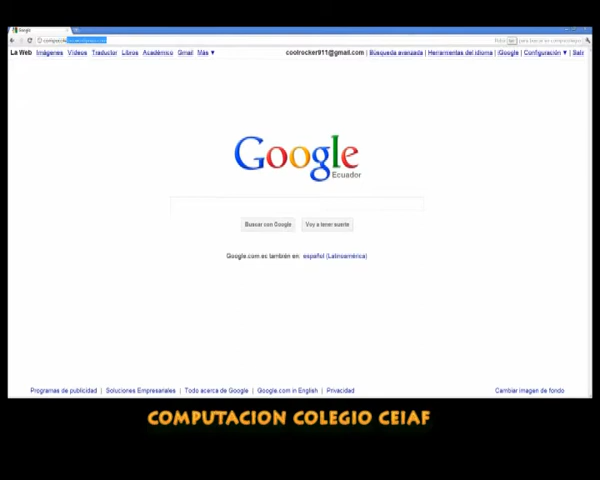 Google
La Web Imágenes Vídeos Traductor Libros Académico Gmail Más ▼ coolrocker911@gmail.com | Búsqueda avanzada | Herramientas del idioma | iGoogle | Configuración ▼ | Salir
Google
Ecuador
Buscar con Google Voy a tener suerte
Google.com ec también en español (Latinoamérica)
Programas de publicidad | Soluciones Empresariales | Todo acerca de Google | Google.com in English | Privacidad Cambiar imagen de fondo
COMPUTACION COLEGIO CEIAF